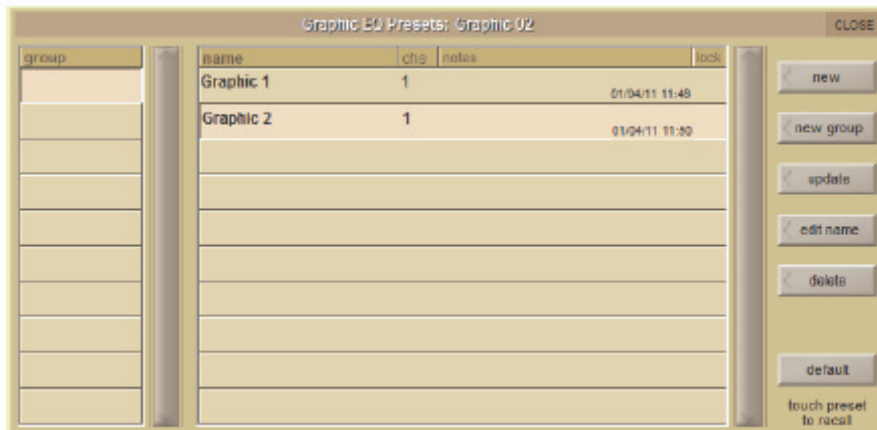 Graphic EQ Presets: Graphic 02
CLOSE
group
name chs notes lock
Graphic 1 1 01/04/11 11:48
Graphic 2 1 01/04/11 11:50
new
new group
update
edit name
delete
default
touch preset
to recall